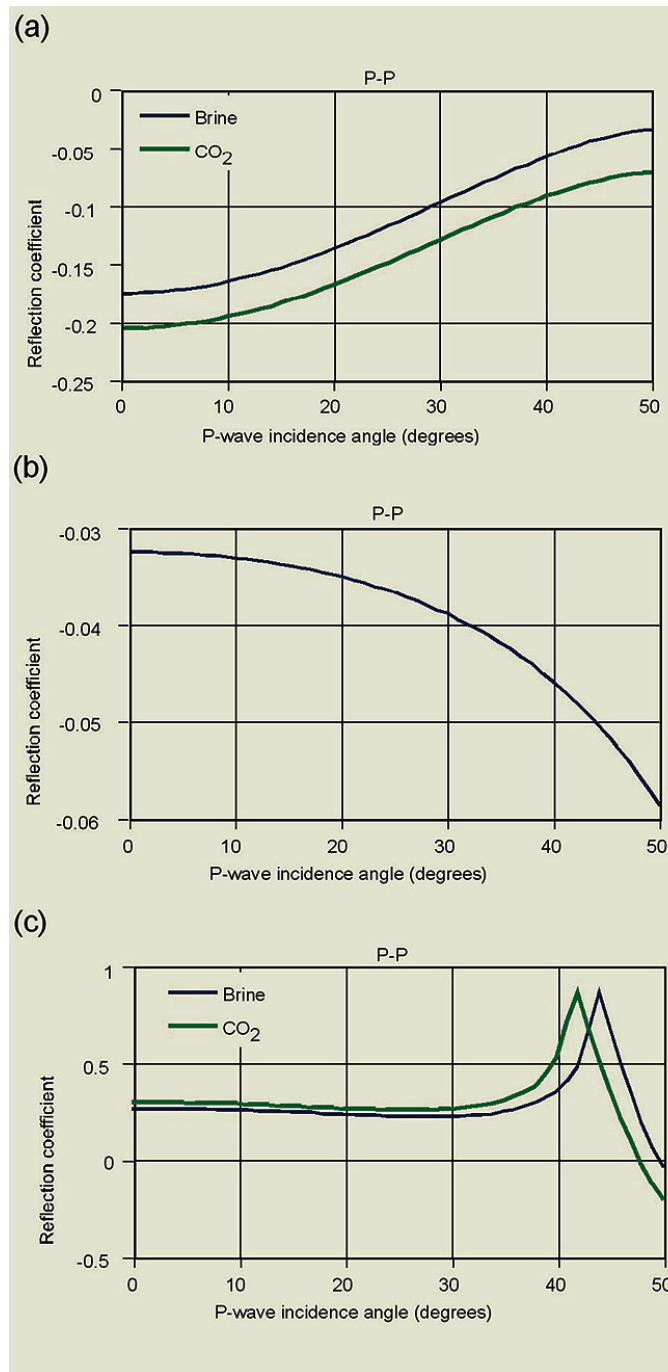 (a)
P-P
0
-0.05
-0.1
-0.15
-0.2
-0.25
Reflection coefficient
Brine
CO2
0 10 20 30 40 50
P-wave incidence angle (degrees)
(b)
P-P
-0.03
-0.04
-0.05
-0.06
Reflection coefficient
0 10 20 30 40 50
P-wave incidence angle (degrees)
(c)
P-P
1
0.5
0
-0.5
Reflection coefficient
Brine
CO2
0 10 20 30 40 50
P-wave incidence angle (degrees)